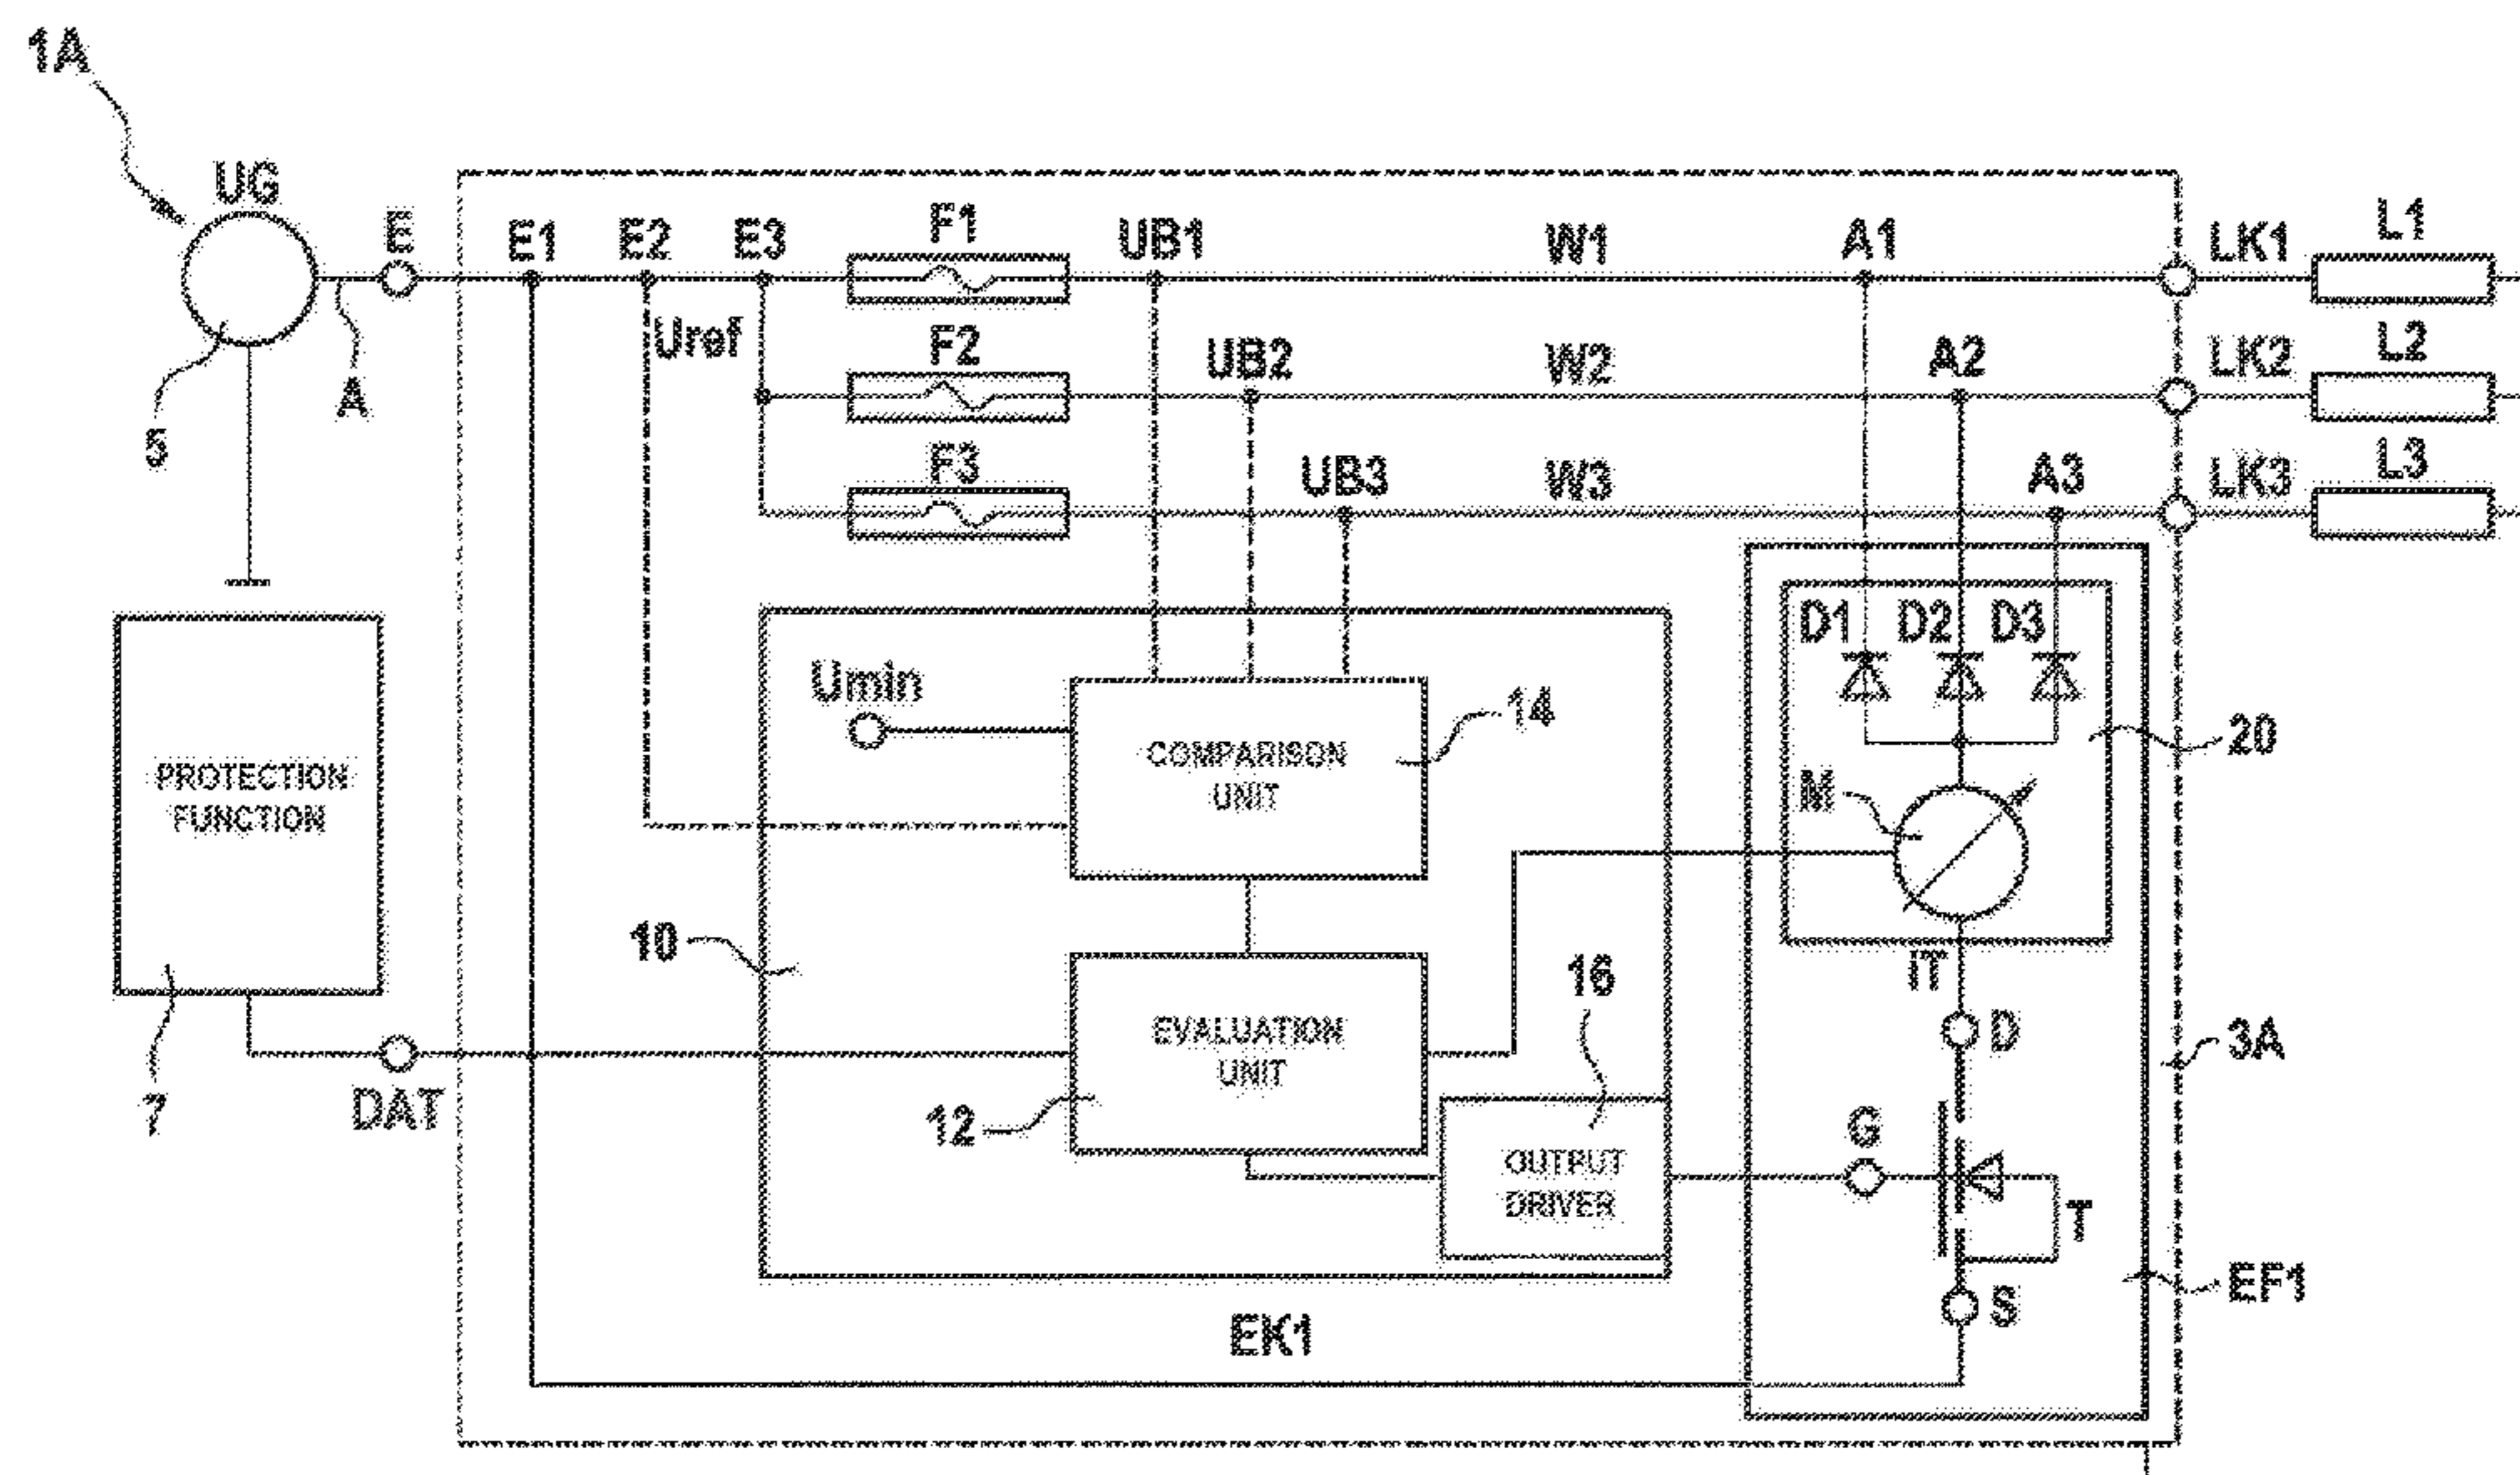 1A
UG
E
E1
E2
E3
F1
UB1
W1
A1
LK1
L1
Uref
F2
UB2
W2
A2
LK2
L2
A
5
F3
UB3
W3
A3
LK3
L3
D1
D2
D3
Umin
14
20
COMPARISON
UNIT
PROTECTION
FUNCTION
M
10
IT
16
D
EVALUATION
UNIT
3A
7
DAT
12
G
OUTPUT
DRIVER
T
EF1
S
EK1